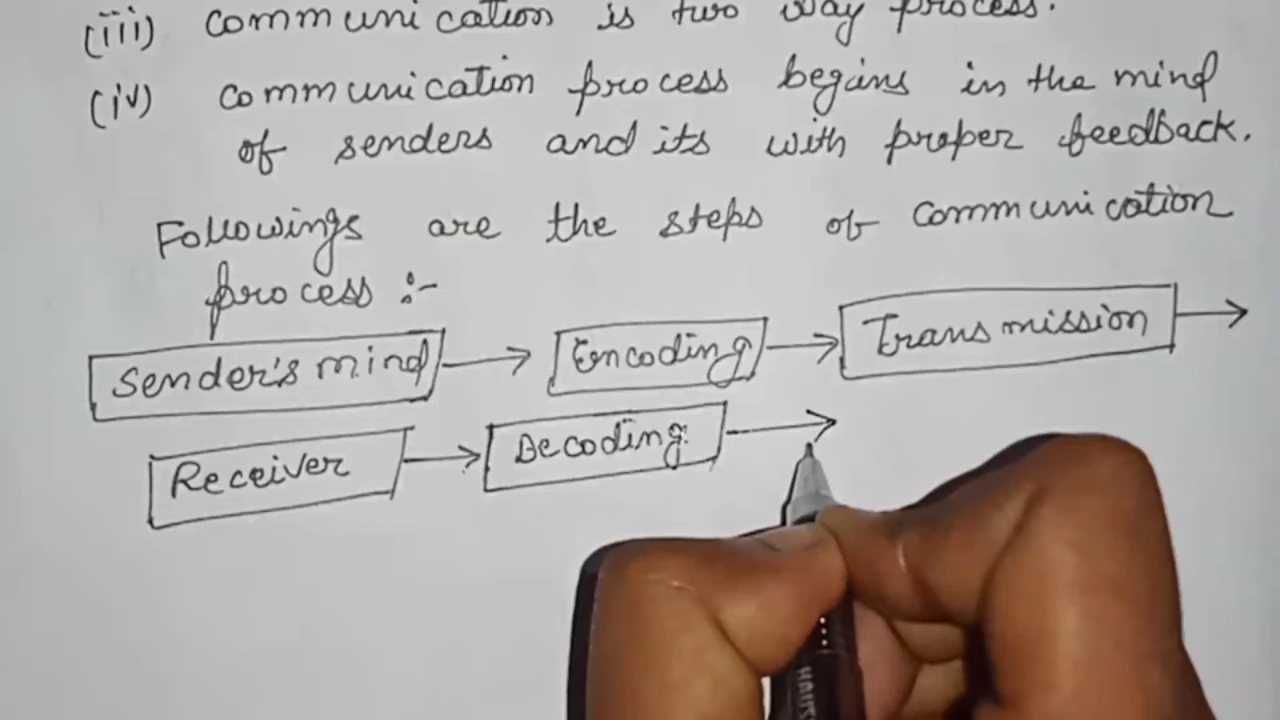 (iii) communication is two way process.
(iv) communication process begins in the mind
of senders and its with proper feedback.
Followings are the steps of communication
process :-
Sender's mind → Encoding → Transmission →
Receiver → Decoding →